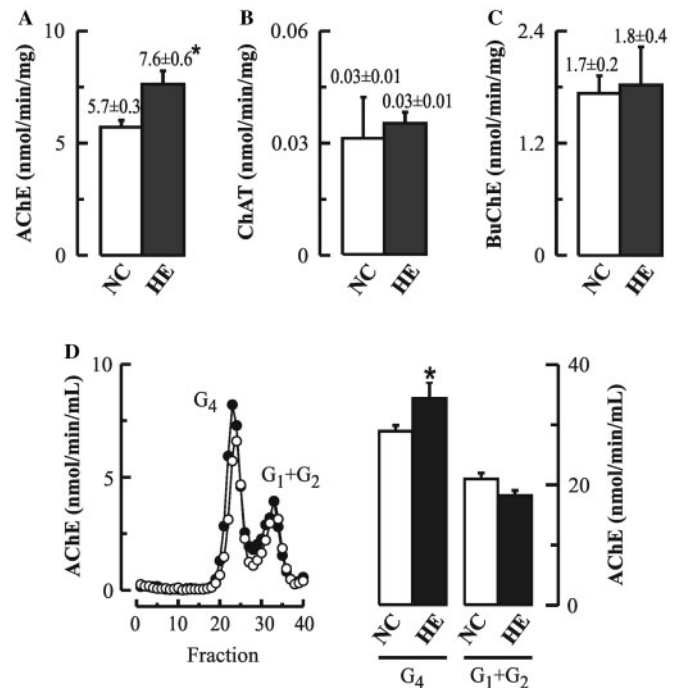 A
B
C
10
5
0
AChE (nmol/min/mg)
5.7±0.3
7.6±0.6*
NC
HE
0.06
0.03
0
ChAT (nmol/min/mg)
0.03±0.01
0.03±0.01
NC
HE
2.4
1.2
0
BuChE (nmol/min/mg)
1.7±0.2
1.8±0.4
NC
HE
D
10
5
0
AChE (nmol/min/mL)
G4
G1+G2
0 10 20 30 40
Fraction
*
NC
HE
NC
HE
G4
G1+G2
40
20
0
AChE (nmol/min/mL)